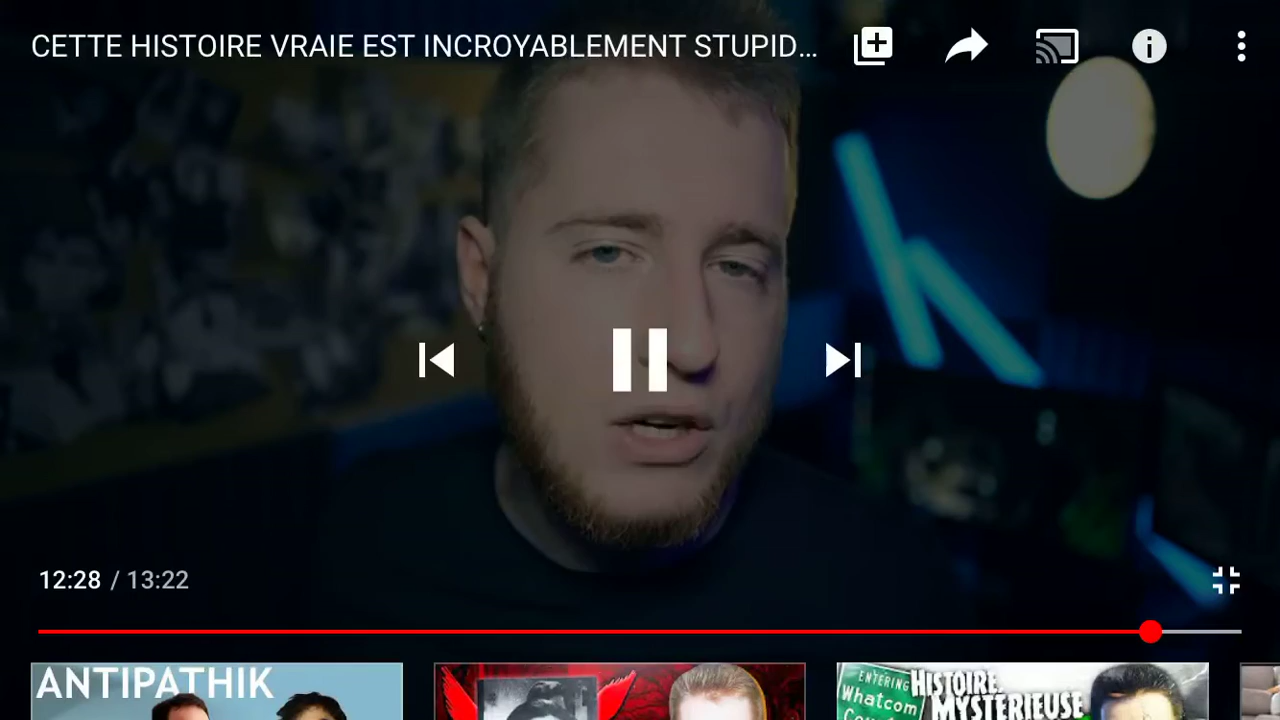 CETTE HISTOIRE VRAIE EST INCROYABLEMENT STUPID...
12:28 / 13:22
ANTIPATHIK
ENTERING
Whatcom
HISTOIRE
MYSTÉRIEUSE